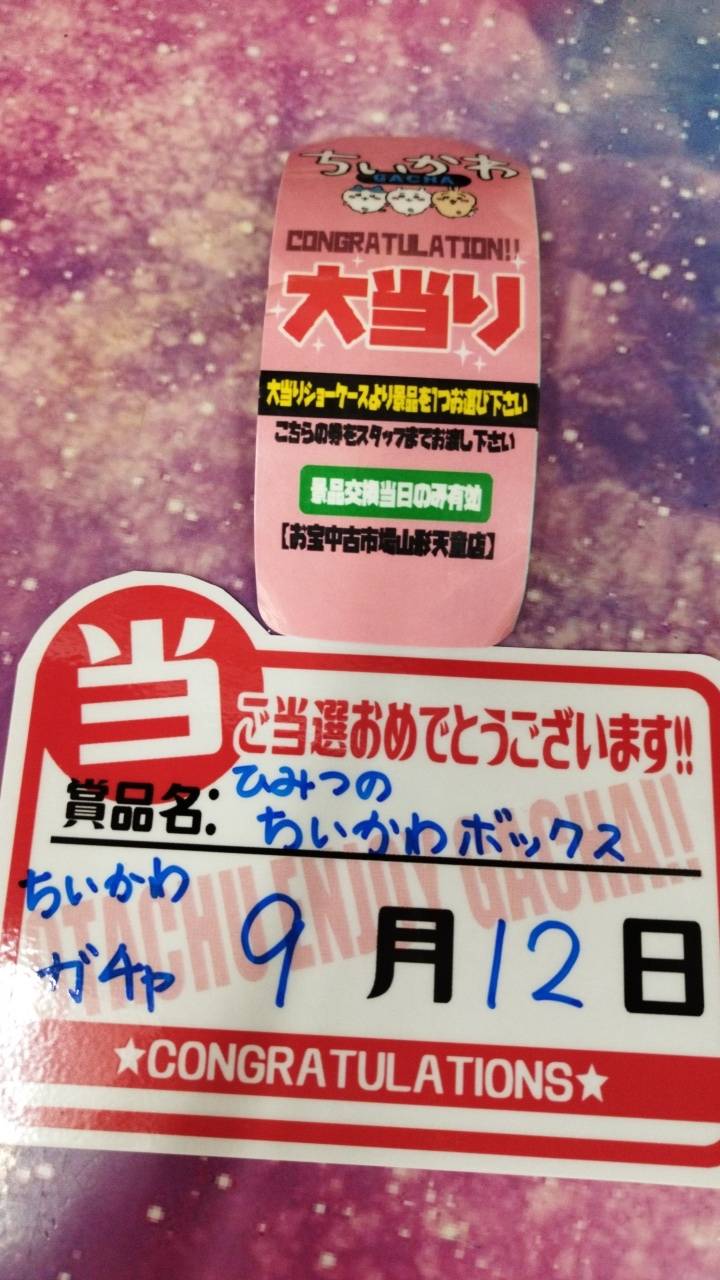 ちいかわ
GACHA
CONGRATULATION!!
大当り
大当りショーケースより景品を1つお選び下さい
こちらの券をスタッフまでお渡し下さい
景品交換当日のみ有効
【お宝中古市場山形天童店】
当
ご当選おめでとうございます!!
賞品名:ひみつの
ちいかわボックス
ちいかわ
ガチャ
9月12日
ENJOY GACHA!!
★CONGRATULATIONS★